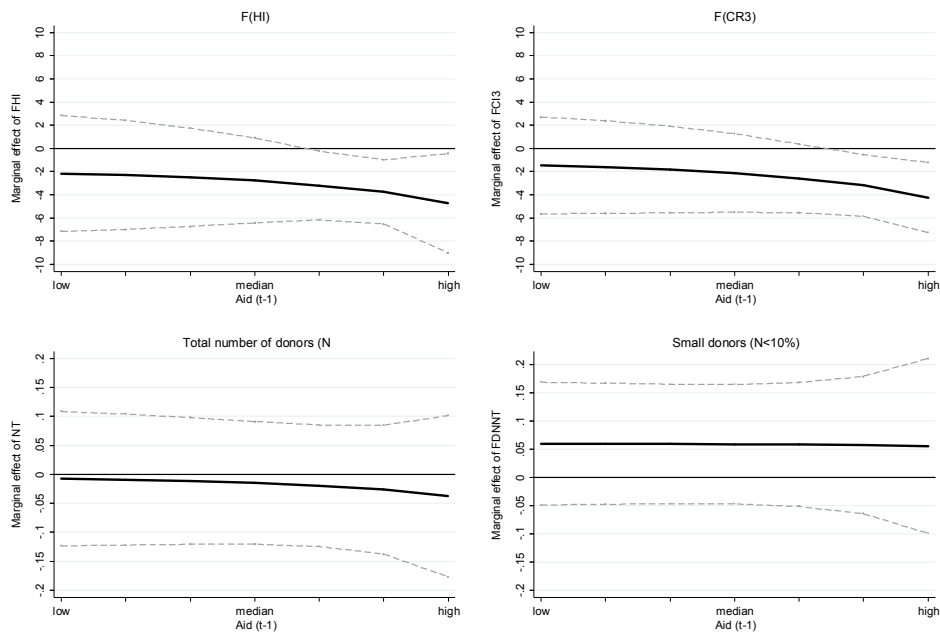 F(HI)
Marginal effect of FHI
10
8
6
4
2
0
-2
-4
-6
-8
-10
low
median
high
Aid (t-1)
F(CR3)
Marginal effect of FCI3
10
8
6
4
2
0
-2
-4
-6
-8
-10
low
median
high
Aid (t-1)
Total number of donors (N
Marginal effect of NT
.2
.15
.1
.05
0
-.05
-.1
-.15
-.2
low
median
high
Aid (t-1)
Small donors (N<10%)
Marginal effect of FDNNT
.2
.15
.1
.05
0
-.05
-.1
-.15
-.2
low
median
high
Aid (t-1)